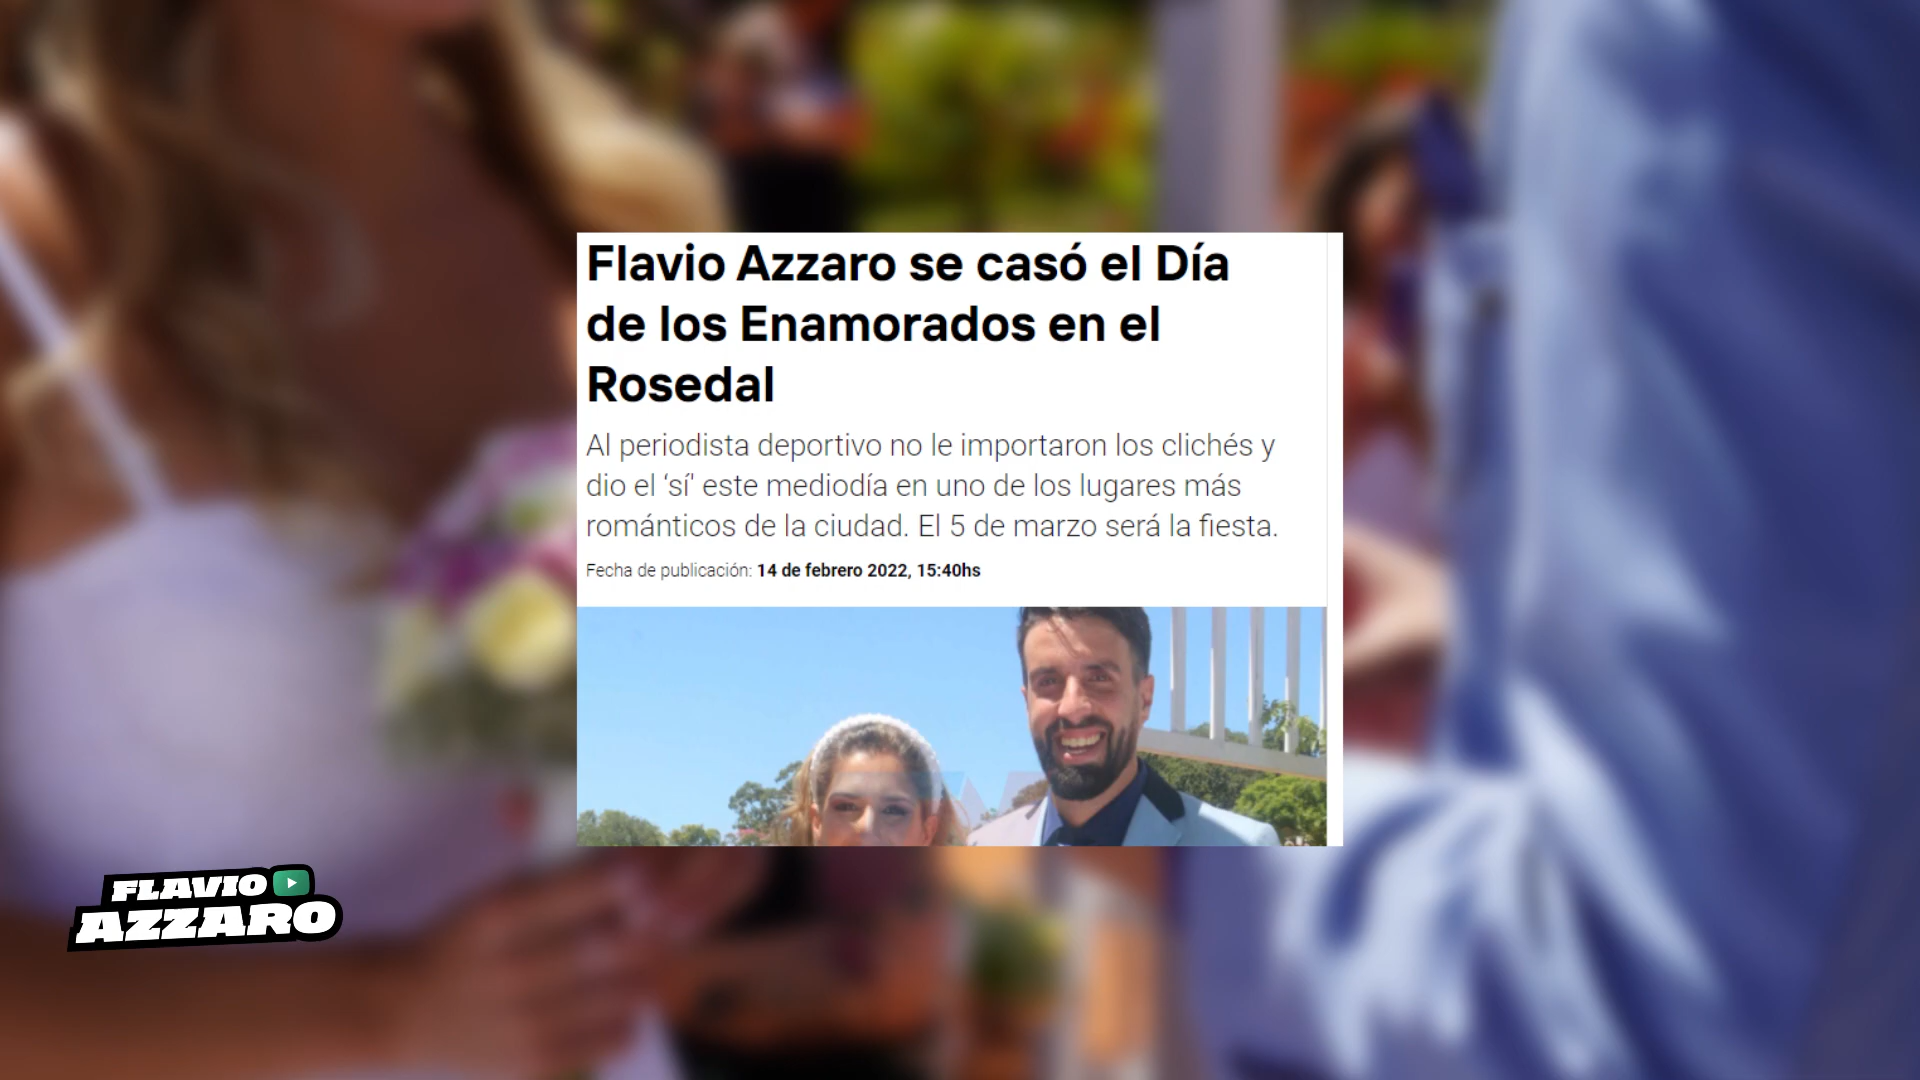 Flavio Azzaro se casó el Día
de los Enamorados en el
Rosedal
Al periodista deportivo no le importaron los clichés y
dio el ‘sí' este mediodía en uno de los lugares más
románticos de la ciudad. El 5 de marzo será la fiesta.
Fecha de publicación: 14 de febrero 2022, 15:40hs
FLAVIO
AZZARO